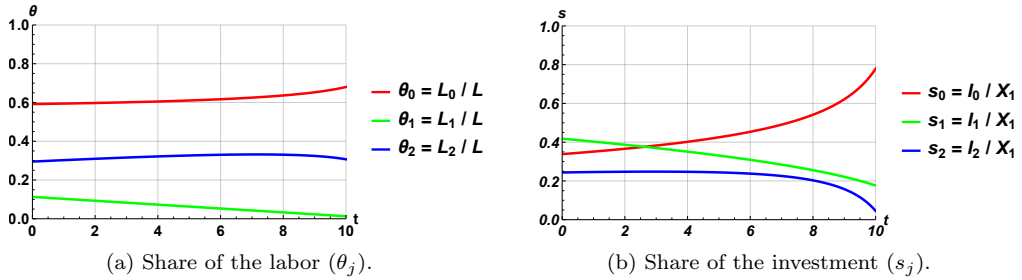 θ
1.0
0.8
0.6
0.4
0.2
0.0
0 2 4 6 8 10
t
θ0 = L0 / L
θ1 = L1 / L
θ2 = L2 / L
(a) Share of the labor (θj).
s
1.0
0.8
0.6
0.4
0.2
0.0
0 2 4 6 8 10
t
s0 = I0 / X1
s1 = I1 / X1
s2 = I2 / X1
(b) Share of the investment (sj).